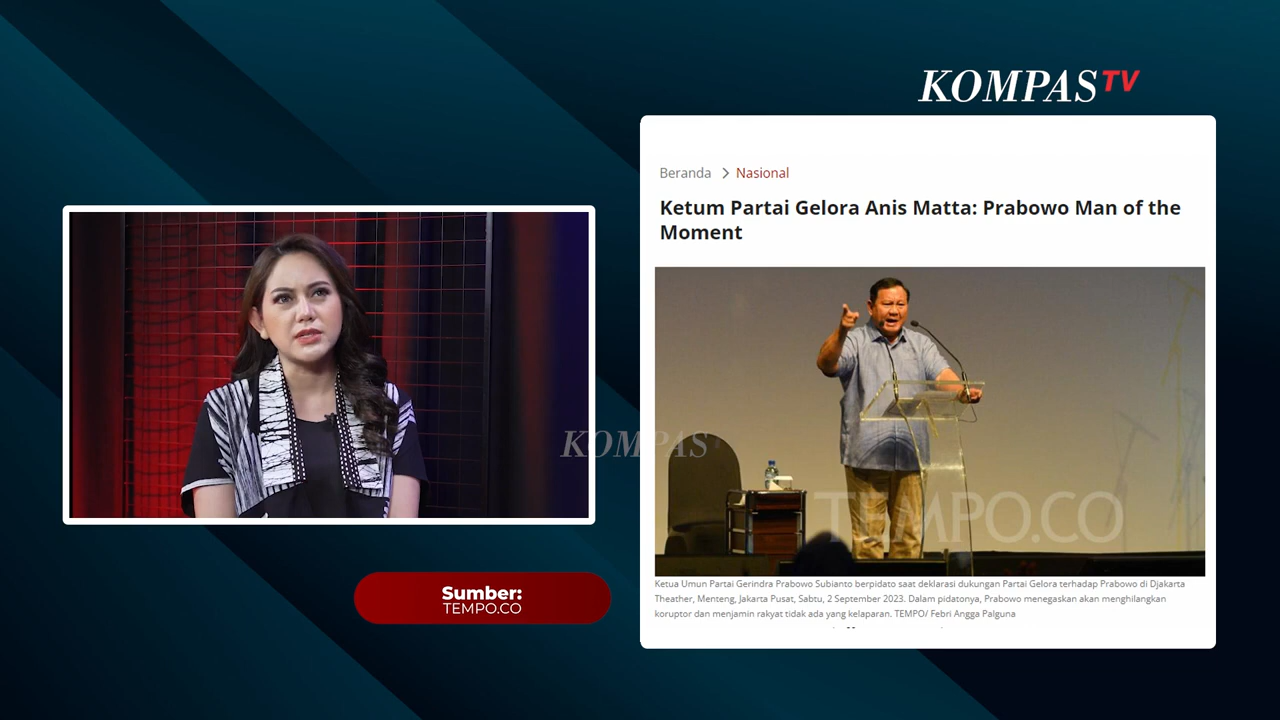 KOMPAS TV
Beranda > Nasional
Ketum Partai Gelora Anis Matta: Prabowo Man of the
Moment
KOMPAS
TEMPO.CO
Ketua Umun Partai Gerindra Prabowo Subianto berpidato saat deklarasi dukungan Partai Gelora terhadap Prabowo di Djakarta
Theather, Menteng, Jakarta Pusat, Sabtu, 2 September 2023. Dalam pidatonya, Prabowo menegaskan akan menghilangkan
koruptor dan menjamin rakyat tidak ada yang kelaparan. TEMPO/ Febri Angga Palguna
Sumber:
TEMPO.CO